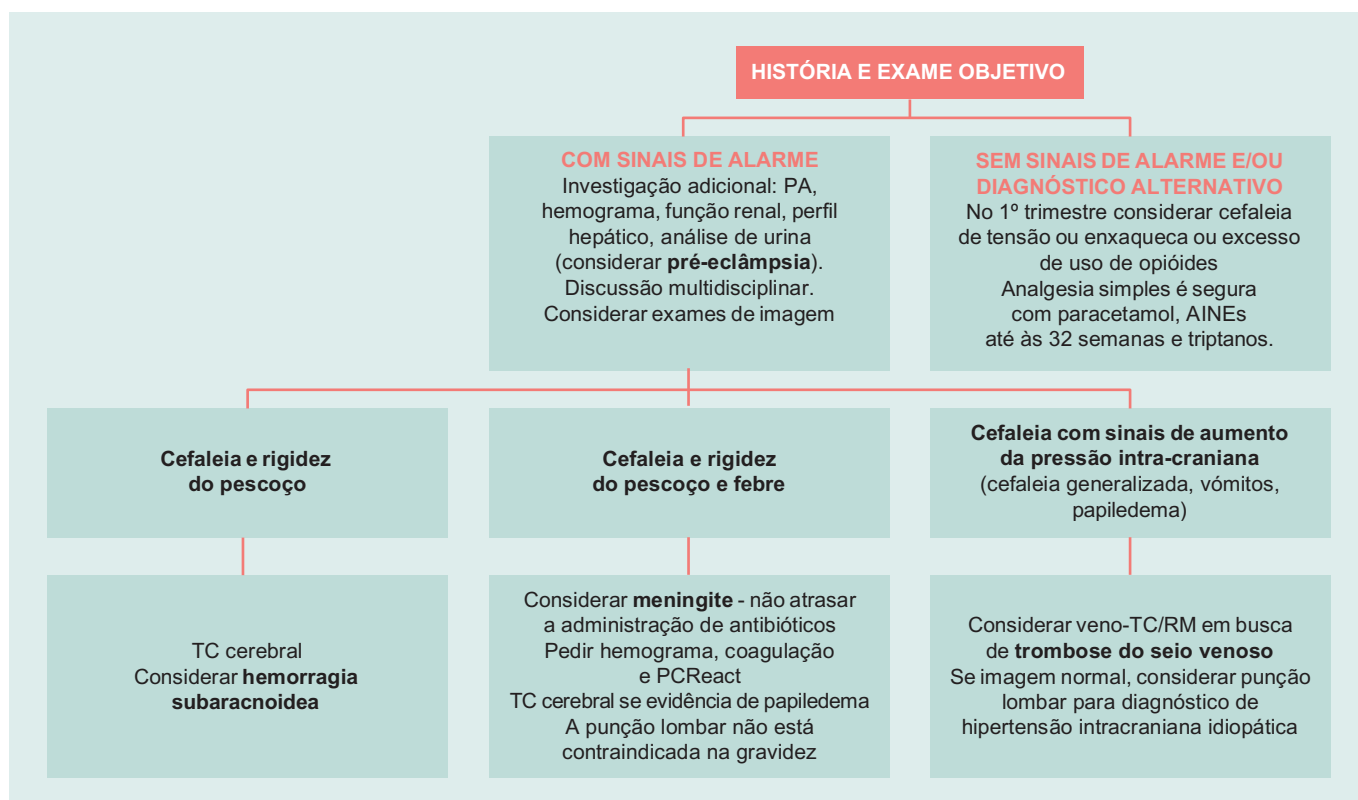 HISTÓRIA E EXAME OBJETIVO
COM SINAIS DE ALARME
Investigação adicional: PA,
hemograma, função renal, perfil
hepático, análise de urina
(considerar pré-eclâmpsia).
Discussão multidisciplinar.
Considerar exames de imagem
SEM SINAIS DE ALARME E/OU
DIAGNÓSTICO ALTERNATIVO
No 1º trimestre considerar cefaleia
de tensão ou enxaqueca ou excesso
de uso de opióides
Analgesia simples é segura
com paracetamol, AINEs
até às 32 semanas e triptanos.
Cefaleia e rigidez
do pescoço
Cefaleia e rigidez
do pescoço e febre
Cefaleia com sinais de aumento
da pressão intra-craniana
(cefaleia generalizada, vómitos,
papiledema)
TC cerebral
Considerar hemorragia
subaracnoidea
Considerar meningite - não atrasar
a administração de antibióticos
Pedir hemograma, coagulação
e PCReact
TC cerebral se evidência de papiledema
A punção lombar não está
contraindicada na gravidez
Considerar veno-TC/RM em busca
de trombose do seio venoso
Se imagem normal, considerar punção
lombar para diagnóstico de
hipertensão intracraniana idiopática